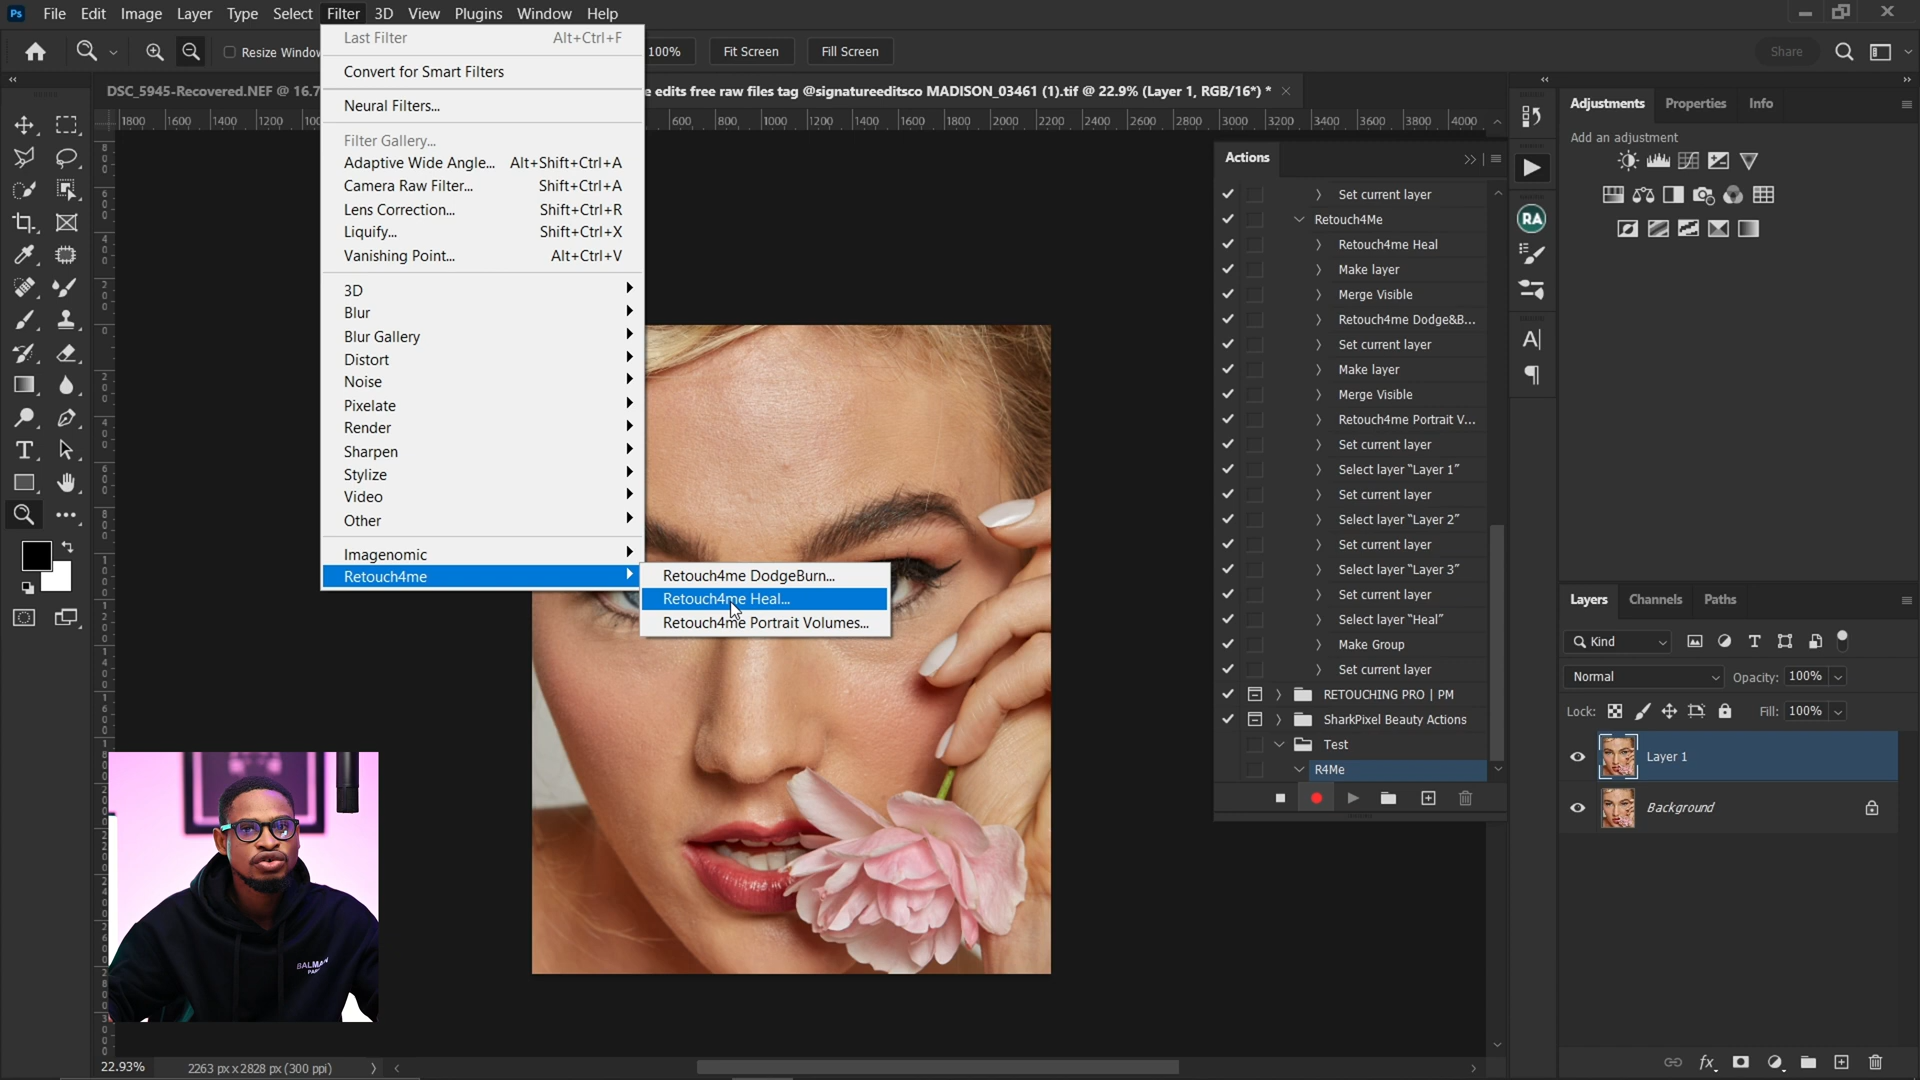 Ps File Edit Image Layer Type Select Filter 3D View Plugins Window Help
Resize Window 100% Fit Screen Fill Screen Share
DSC_5945-Recovered.NEF @ 16.7
e edits free raw files tag @signatureeditsco MADISON_03461 (1).tif @ 22.9% (Layer 1, RGB/16*) *
1800 1600 1400 1200 600 800 1000 1200 1400 1600 1800 2000 2200 2400 2600 2800 3000 3200 3400 3600 3800 4000
Last Filter Alt+Ctrl+F
Convert for Smart Filters
Neural Filters...
Filter Gallery...
Adaptive Wide Angle... Alt+Shift+Ctrl+A
Camera Raw Filter... Shift+Ctrl+A
Lens Correction... Shift+Ctrl+R
Liquify... Shift+Ctrl+X
Vanishing Point... Alt+Ctrl+V
3D
Blur
Blur Gallery
Distort
Noise
Pixelate
Render
Sharpen
Stylize
Video
Other
Imagenomic
Retouch4me
Retouch4me DodgeBurn...
Retouch4me Heal...
Retouch4me Portrait Volumes...
BALMAIN
PARIS
22.93% 2263 px x 2828 px (300 ppi)
Actions
Set current layer
Retouch4Me
Retouch4me Heal
Make layer
Merge Visible
Retouch4me Dodge&B...
Set current layer
Make layer
Merge Visible
Retouch4me Portrait V...
Set current layer
Select layer “Layer 1”
Set current layer
Select layer “Layer 2”
Set current layer
Select layer “Layer 3”
Set current layer
Select layer “Heal”
Make Group
Set current layer
RETOUCHING PRO | PM
SharkPixel Beauty Actions
Test
R4Me
RA
Adjustments Properties Info
Add an adjustment
Layers Channels Paths
Kind
Normal Opacity: 100%
Lock: Fill: 100%
Layer 1
Background
fx